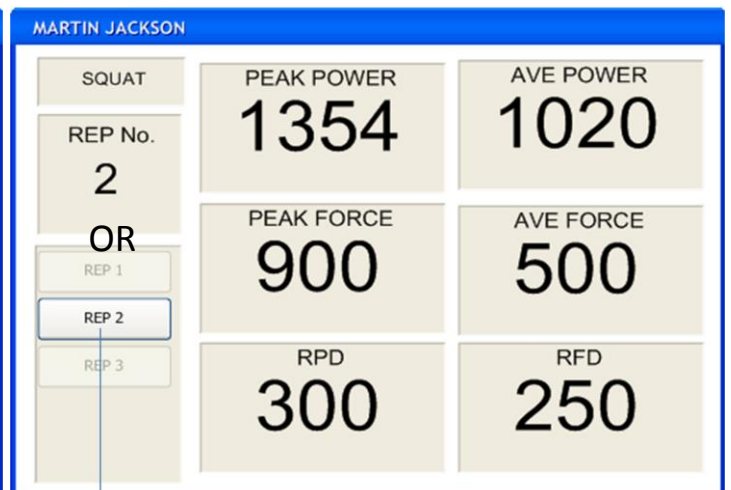 MARTIN JACKSON
SQUAT
REP No.
2
OR
REP 1
REP 2
REP 3
PEAK POWER
1354
AVE POWER
1020
PEAK FORCE
900
AVE FORCE
500
RPD
300
RFD
250